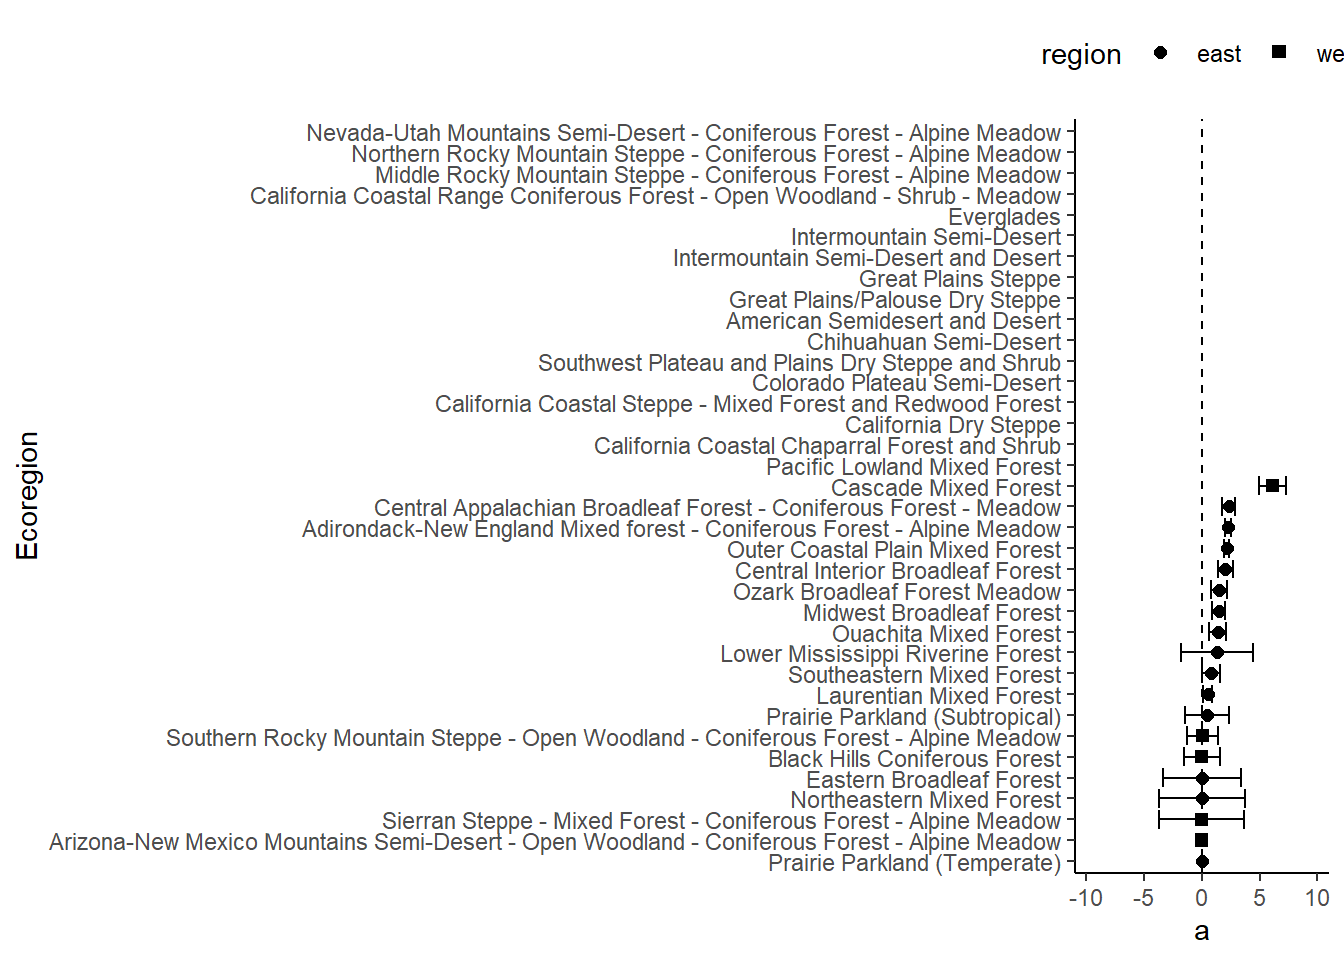 region east we
Nevada-Utah Mountains Semi-Desert - Coniferous Forest - Alpine Meadow
Northern Rocky Mountain Steppe - Coniferous Forest - Alpine Meadow
Middle Rocky Mountain Steppe - Coniferous Forest - Alpine Meadow
California Coastal Range Coniferous Forest - Open Woodland - Shrub - Meadow
Everglades
Intermountain Semi-Desert
Intermountain Semi-Desert and Desert
Great Plains Steppe
Great Plains/Palouse Dry Steppe
American Semidesert and Desert
Chihuahuan Semi-Desert
Southwest Plateau and Plains Dry Steppe and Shrub
Colorado Plateau Semi-Desert
California Coastal Steppe - Mixed Forest and Redwood Forest
California Dry Steppe
California Coastal Chaparral Forest and Shrub
Pacific Lowland Mixed Forest
Cascade Mixed Forest
Central Appalachian Broadleaf Forest - Coniferous Forest - Meadow
Adirondack-New England Mixed forest - Coniferous Forest - Alpine Meadow
Outer Coastal Plain Mixed Forest
Central Interior Broadleaf Forest
Ozark Broadleaf Forest Meadow
Midwest Broadleaf Forest
Ouachita Mixed Forest
Lower Mississippi Riverine Forest
Southeastern Mixed Forest
Laurentian Mixed Forest
Prairie Parkland (Subtropical)
Southern Rocky Mountain Steppe - Open Woodland - Coniferous Forest - Alpine Meadow
Black Hills Coniferous Forest
Eastern Broadleaf Forest
Northeastern Mixed Forest
Sierran Steppe - Mixed Forest - Coniferous Forest - Alpine Meadow
Arizona-New Mexico Mountains Semi-Desert - Open Woodland - Coniferous Forest - Alpine Meadow
Prairie Parkland (Temperate)
Ecoregion
-10 -5 0 5 10
a